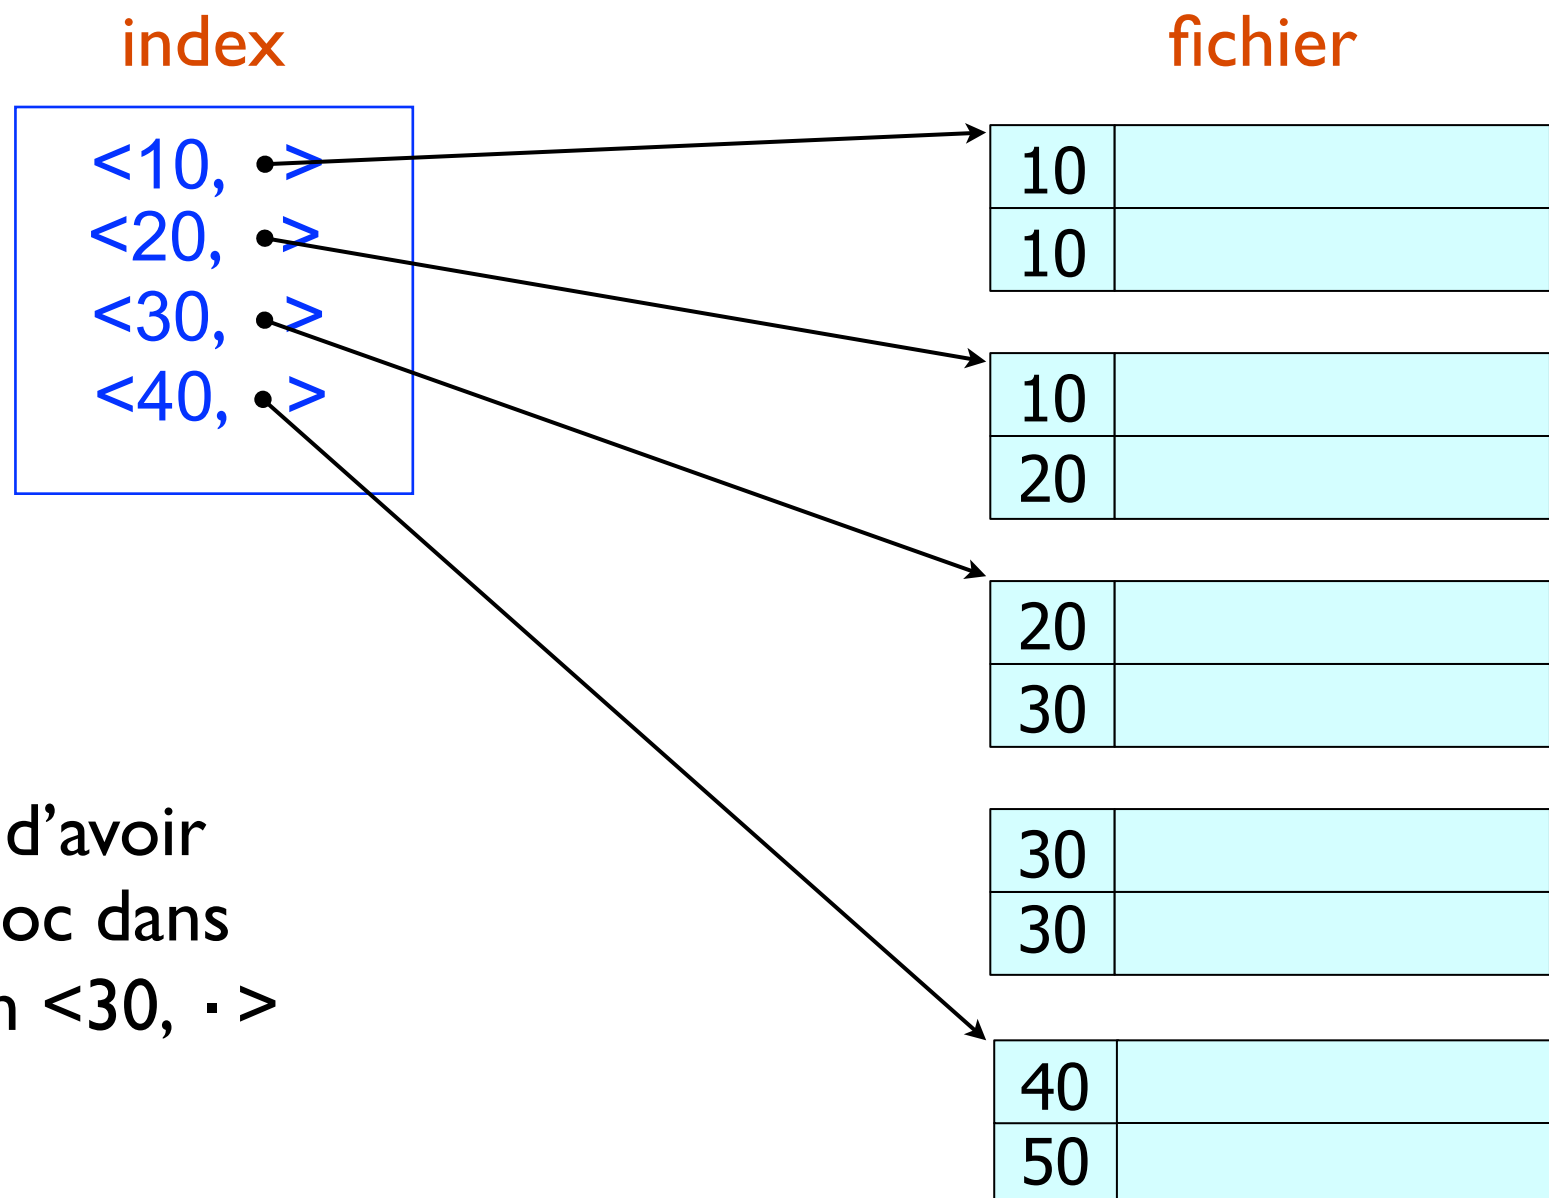 index
fichier
<10, • >
<20, • >
<30, • >
<40, • >
10
10
10
20
20
30
30
30
40
50
d’avoir
oc dans
<30, · >